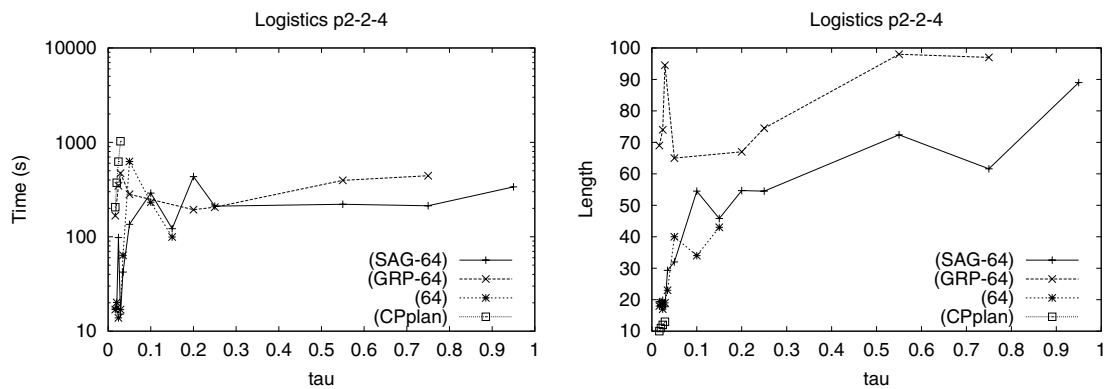 Logistics p2-2-4
10000
1000
100
10
Time (s)
0 0.1 0.2 0.3 0.4 0.5 0.6 0.7 0.8 0.9 1
tau
(SAG-64)
(GRP-64)
(64)
(CPplan)
Logistics p2-2-4
100
90
80
70
60
50
40
30
20
10
Length
0 0.1 0.2 0.3 0.4 0.5 0.6 0.7 0.8 0.9 1
tau
(SAG-64)
(GRP-64)
(64)
(CPplan)